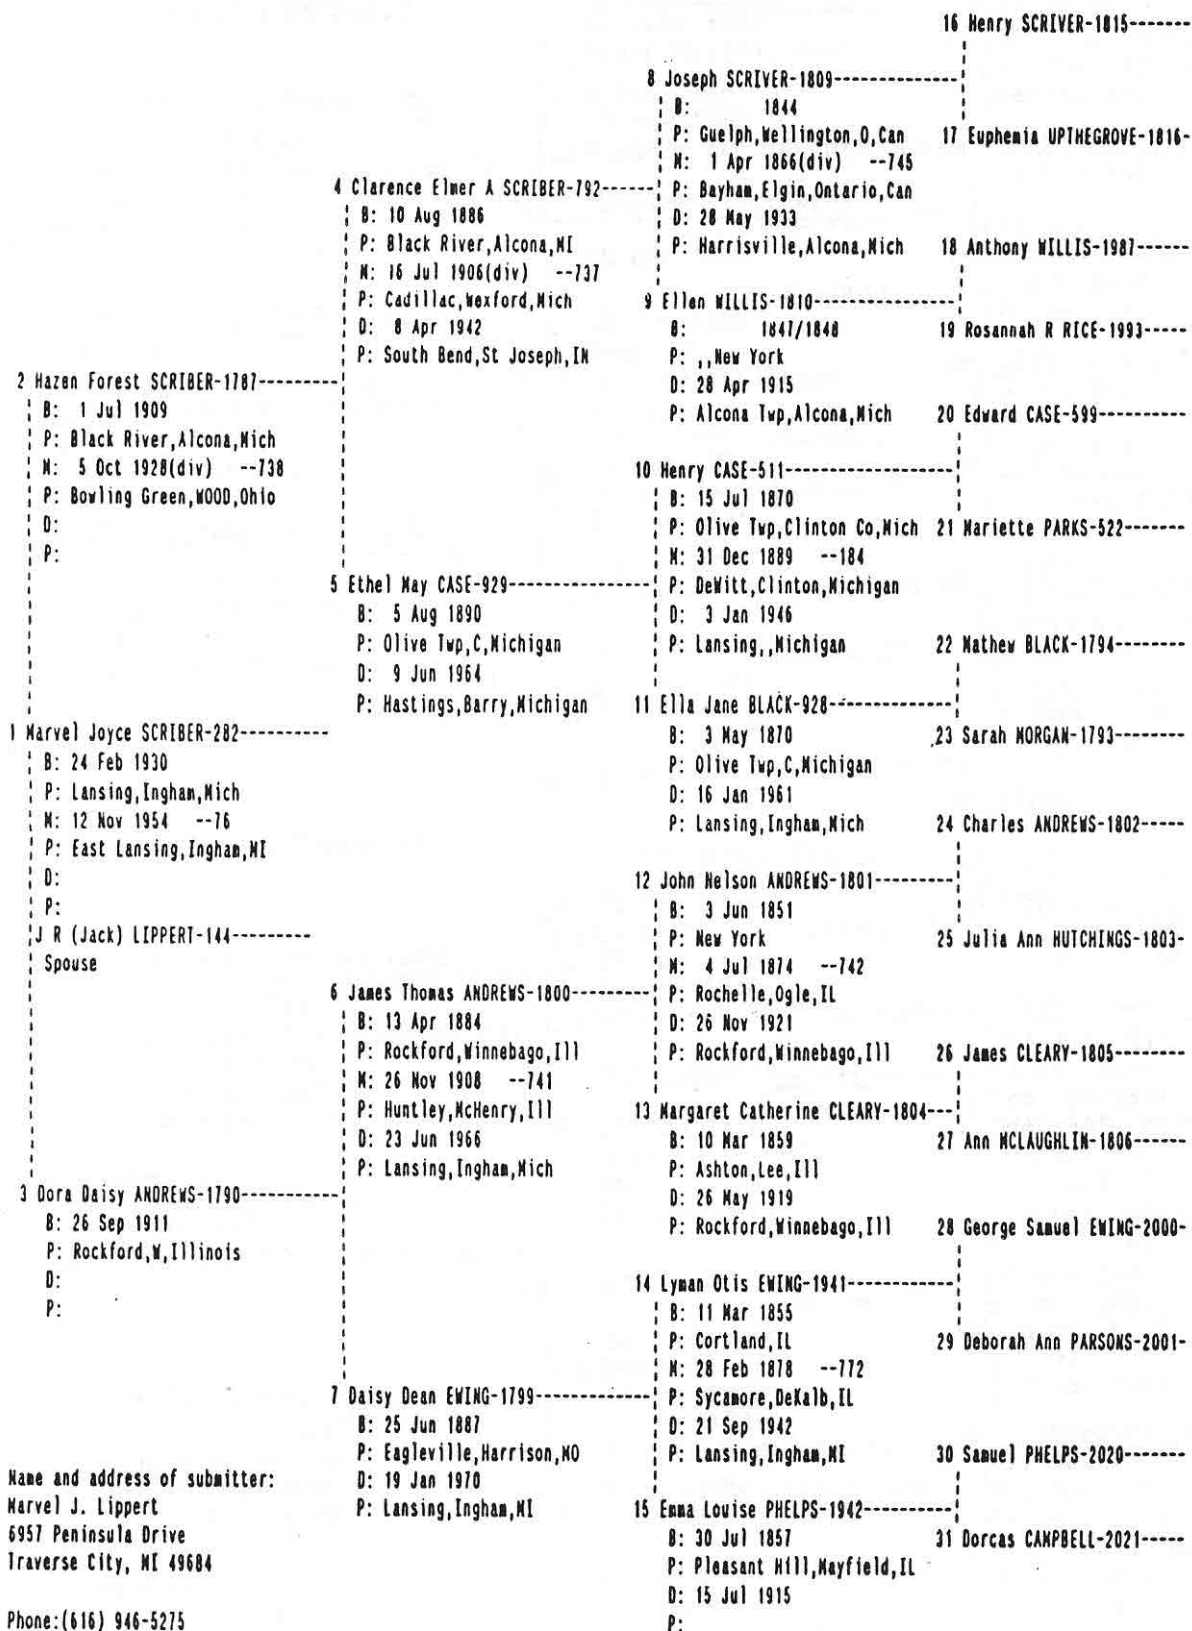 16 Henry SCRIVER-1815-------
8 Joseph SCRIVER-1809--------------
B: 1844
P: Guelph,Wellington,O,Can
17 Euphemia UPTHEGROVE-1816-
M: 1 Apr 1866(div) --745
4 Clarence Elmer A SCRIBER-792------
P: Bayham,Elgin,Ontario,Can
B: 10 Aug 1886
D: 28 May 1933
P: Black River,Alcona,MI
P: Harrisville,Alcona,Mich
18 Anthony WILLIS-1987------
M: 16 Jul 1906(div) --737
P: Cadillac,Wexford,Mich
9 Ellen WILLIS-1810----------------
D: 8 Apr 1942
B: 1847/1848
19 Rosannah R RICE-1993-----
P: South Bend,St Joseph,IN
P: ,,New York
2 Hazen Forest SCRIBER-1787---------
D: 28 Apr 1915
B: 1 Jul 1909
P: Alcona Twp,Alcona,Mich
20 Edward CASE-599----------
P: Black River,Alcona,Mich
M: 5 Oct 1928(div) --738
10 Henry CASE-511-------------------
P: Bowling Green,WOOD,Ohio
B: 15 Jul 1870
D:
P: Olive Twp,Clinton Co,Mich
21 Mariette PARKS-522-------
P:
M: 31 Dec 1889 --184
5 Ethel May CASE-929---------------
P: DeWitt,Clinton,Michigan
B: 5 Aug 1890
D: 3 Jan 1946
P: Olive Twp,C,Michigan
P: Lansing,,Michigan
22 Mathew BLACK-1794--------
D: 9 Jun 1964
P: Hastings,Barry,Michigan
11 Ella Jane BLACK-928--------------
1 Marvel Joyce SCRIBER-282----------
B: 3 May 1870
23 Sarah MORGAN-1793--------
B: 24 Feb 1930
P: Olive Twp,C,Michigan
P: Lansing,Ingham,Mich
D: 16 Jan 1961
M: 12 Nov 1954 --76
P: Lansing,Ingham,Mich
24 Charles ANDREWS-1802-----
P: East Lansing,Ingham,MI
D:
12 John Nelson ANDREWS-1801---------
P:
B: 3 Jun 1851
J R (Jack) LIPPERT-144---------
P: New York
25 Julia Ann HUTCHINGS-1803-
Spouse
M: 4 Jul 1874 --742
6 James Thomas ANDREWS-1800---------
P: Rochelle,Ogle,IL
B: 13 Apr 1884
D: 26 Nov 1921
P: Rockford,Winnebago,Ill
P: Rockford,Winnebago,Ill
26 James CLEARY-1805--------
M: 26 Nov 1908 --741
P: Huntley,McHenry,Ill
13 Margaret Catherine CLEARY-1804---
D: 23 Jun 1966
B: 10 Mar 1859
27 Ann MCLAUGHLIN-1806------
P: Lansing,Ingham,Mich
P: Ashton,Lee,Ill
3 Dora Daisy ANDREWS-1790-----------
D: 26 May 1919
B: 26 Sep 1911
P: Rockford,Winnebago,Ill
28 George Samuel EWING-2000-
P: Rockford,W,Illinois
D:
14 Lyman Otis EWING-1941-------------
P:
B: 11 Mar 1855
P: Cortland,IL
29 Deborah Ann PARSONS-2001-
M: 28 Feb 1878 --772
7 Daisy Dean EWING-1799-------------
P: Sycamore,DeKalb,IL
B: 25 Jun 1887
D: 21 Sep 1942
P: Eagleville,Harrison,MO
P: Lansing,Ingham,MI
30 Samuel PHELPS-2020-------
Name and address of submitter:
D: 19 Jan 1970
Marvel J. Lippert
P: Lansing,Ingham,MI
15 Emma Louise PHELPS-1942----------
6957 Peninsula Drive
B: 30 Jul 1857
31 Dorcas CAMPBELL-2021-----
Traverse City, MI 49684
P: Pleasant Hill,Mayfield,IL
D: 15 Jul 1915
Phone:(616) 946-5275
P: